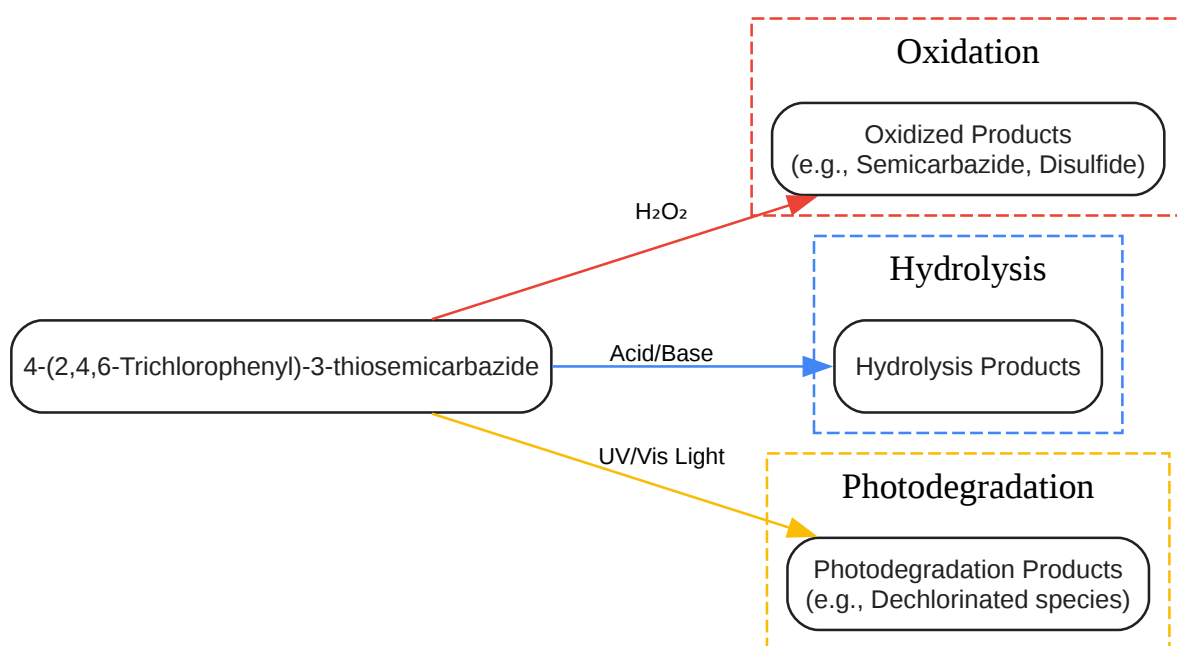 Oxidation
Oxidized Products
(e.g., Semicarbazide, Disulfide)
H₂O₂
Hydrolysis
4-(2,4,6-Trichlorophenyl)-3-thiosemicarbazide
Acid/Base
Hydrolysis Products
UV/Vis Light
Photodegradation
Photodegradation Products
(e.g., Dechlorinated species)